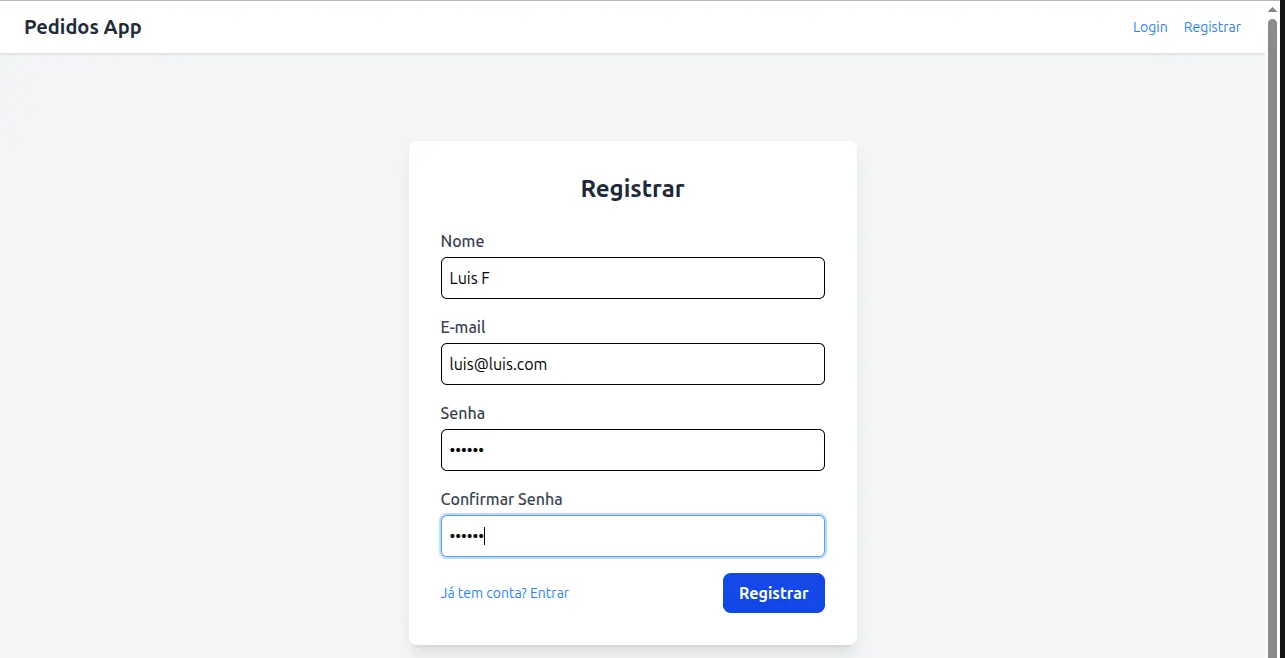 Pedidos App
Login Registrar
Registrar
Nome
Luis F
E-mail
luis@luis.com
Senha
••••••
Confirmar Senha
••••••
Já tem conta? Entrar
Registrar